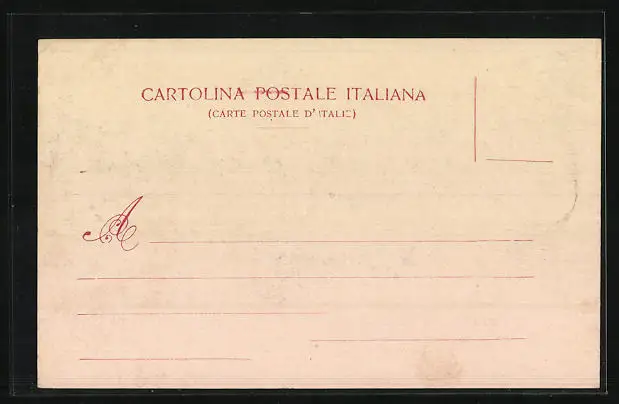 CARTOLINA POSTALE ITALIANA
(CARTE POSTALE D'ITALIE)
A